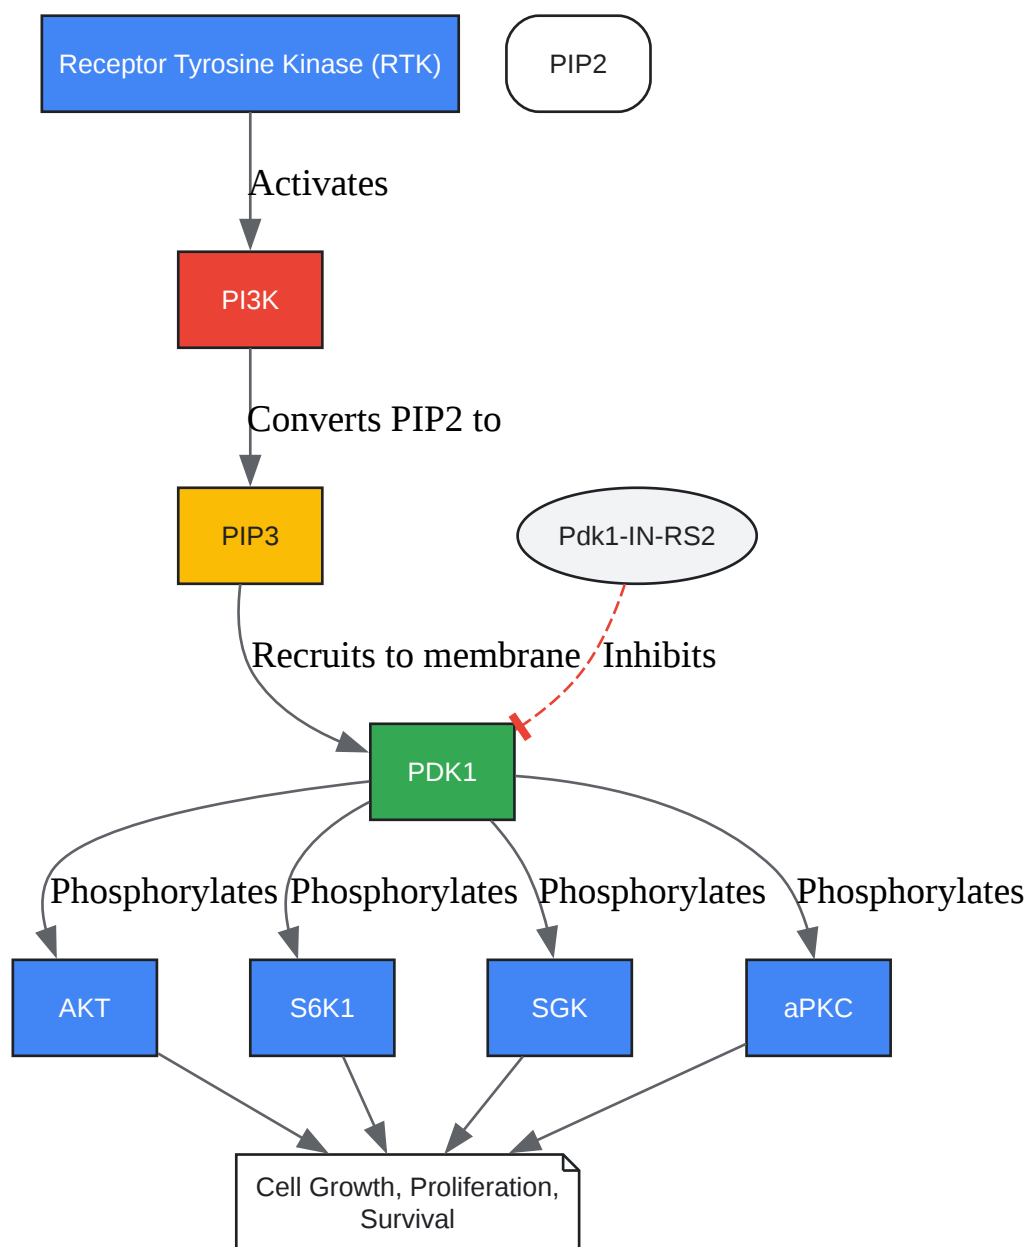 Receptor Tyrosine Kinase (RTK)
PIP2
Activates
PI3K
Converts PIP2 to
PIP3
Pdk1-IN-RS2
Recruits to membrane
Inhibits
PDK1
Phosphorylates
Phosphorylates
Phosphorylates
Phosphorylates
AKT
S6K1
SGK
aPKC
Cell Growth, Proliferation,
Survival